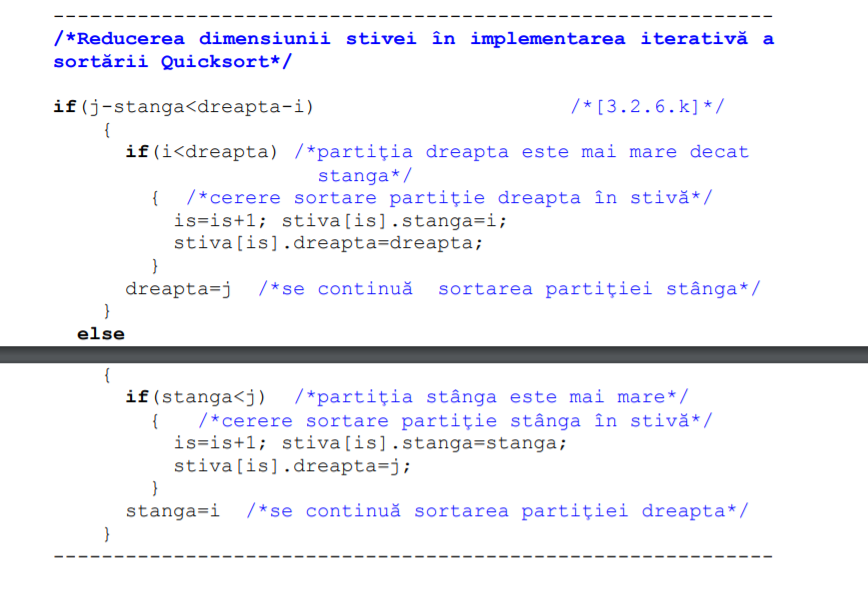 ------------------------------------------------------------
/*Reducerea dimensiunii stivei în implementarea iterativă a
sortării Quicksort*/
if(j-stanga<dreapta-i) /*[3.2.6.k]*/
{
if(i<dreapta) /*partiţia dreapta este mai mare decat
stanga*/
{ /*cerere sortare partiţie dreapta în stivă*/
is=is+1; stiva[is].stanga=i;
stiva[is].dreapta=dreapta;
}
dreapta=j /*se continuă sortarea partiţiei stânga*/
}
else
{
if(stanga<j) /*partiţia stânga este mai mare*/
{ /*cerere sortare partiţie stânga în stivă*/
is=is+1; stiva[is].stanga=stanga;
stiva[is].dreapta=j;
}
stanga=i /*se continuă sortarea partiţiei dreapta*/
}
------------------------------------------------------------